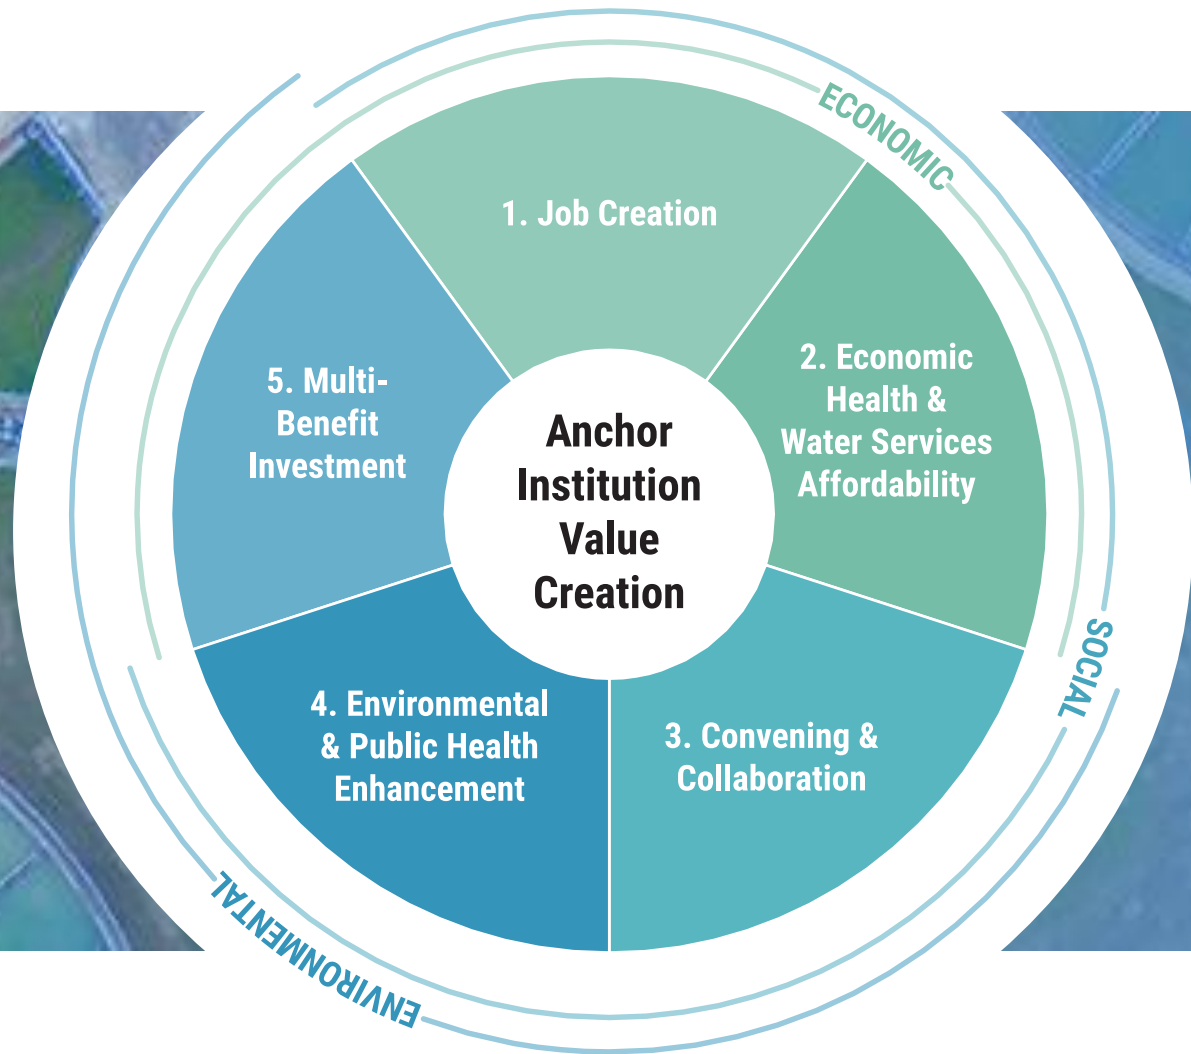 ECONOMIC
1. Job Creation
2. Economic
Health &
Water Services
Affordability
SOCIAL
3. Convening &
Collaboration
4. Environmental
& Public Health
Enhancement
ENVIRONMENTAL
5. Multi-
Benefit
Investment
Anchor
Institution
Value
Creation